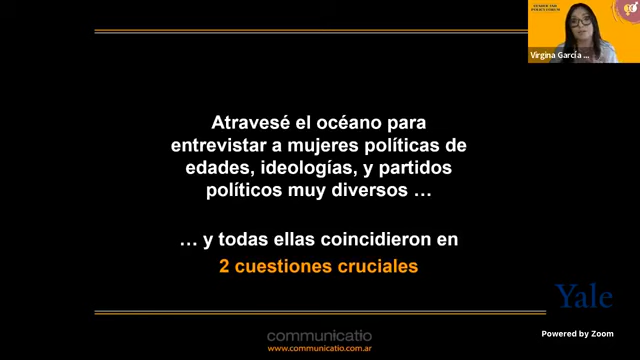 Virgina García ...
Atravesé el océano para
entrevistar a mujeres políticas de
edades, ideologías, y partidos
políticos muy diversos ...
... y todas ellas coincidieron en
2 cuestiones cruciales
Yale
Powered by Zoom
communicatio
www.communicatio.com.ar